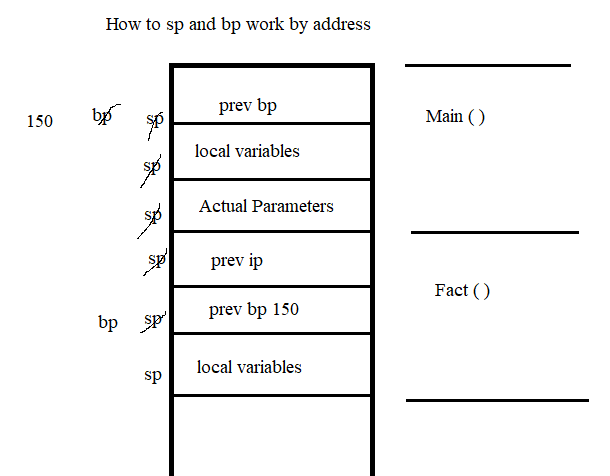 How to sp and bp work by address
150 bp sp prev bp Main ( )
sp local variables
sp Actual Parameters
sp prev ip
Fact ( )
bp sp prev bp 150
sp local variables